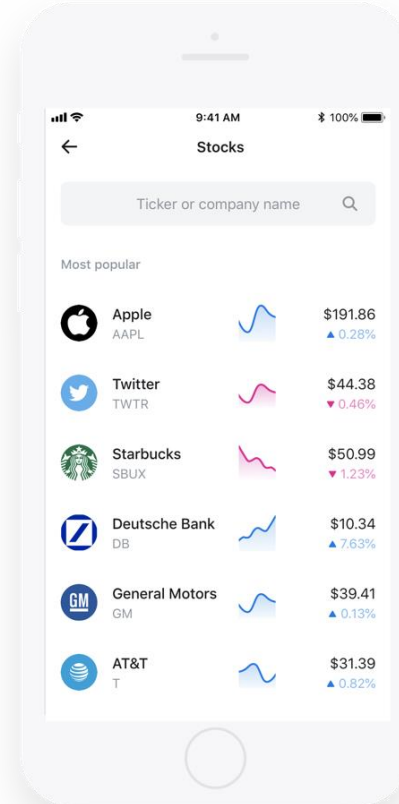 9:41 AM 100%
Stocks
Ticker or company name
Most popular
Apple $191.86
AAPL ▲ 0.28%
Twitter $44.38
TWTR ▼ 0.46%
Starbucks $50.99
SBUX ▼ 1.23%
Deutsche Bank $10.34
DB ▲ 7.63%
GM General Motors $39.41
GM ▲ 0.13%
AT&T $31.39
T ▲ 0.82%